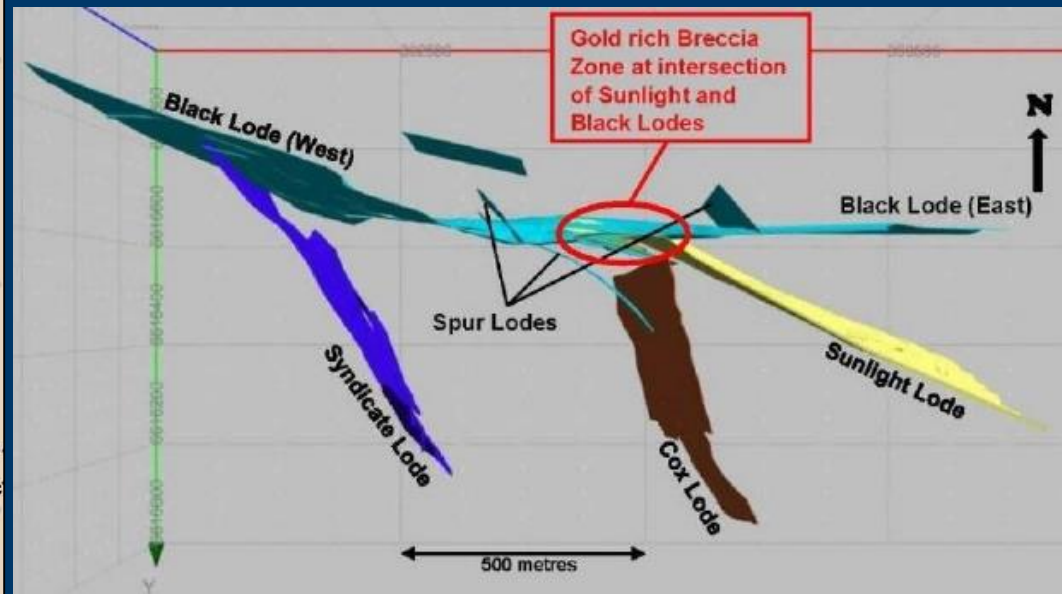 Gold rich Breccia
Zone at intersection
of Sunlight and
Black Lodes
N
Black Lode (West)
Black Lode (East)
Spur Lodes
Syndicate Lode
Sunlight Lode
Cox Lode
500 metres
Y